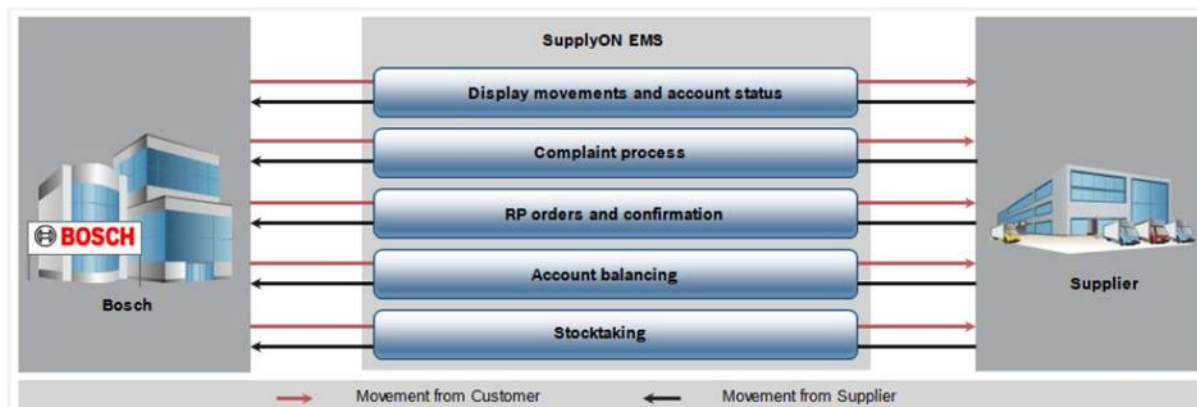 SupplyON EMS
Display movements and account status
Complaint process
RP orders and confirmation
Account balancing
Stocktaking
BOSCH
Bosch
Supplier
Movement from Customer
Movement from Supplier